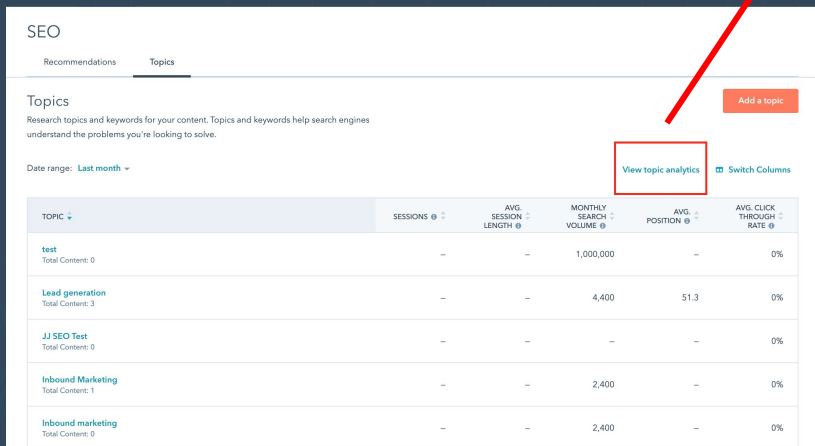 SEO
Recommendations Topics
Topics
Add a topic
Research topics and keywords for your content. Topics and keywords help search engines
understand the problems you're looking to solve.
Date range: Last month
View topic analytics Switch Columns
TOPIC
SESSIONS
AVG.
SESSION
LENGTH
MONTHLY
SEARCH
VOLUME
AVG.
POSITION
AVG. CLICK
THROUGH
RATE
test
Total Content: 0
– – 1,000,000 – 0%
Lead generation
Total Content: 3
– – 4,400 51.3 0%
JJ SEO Test
Total Content: 0
– – – – 0%
Inbound Marketing
Total Content: 1
– – 2,400 – 0%
Inbound marketing
Total Content: 0
– – 2,400 – 0%